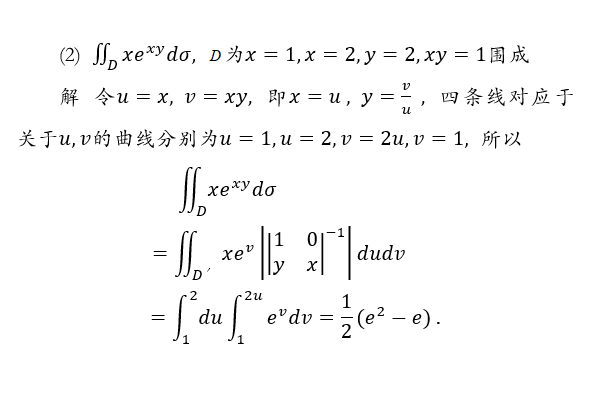 (2) ∬_D xe^{xy}dσ, D为x = 1, x = 2, y = 2, xy = 1围成
解 令u = x, v = xy, 即x = u, y = v/u, 四条线对应于
关于u, v的曲线分别为u = 1, u = 2, v = 2u, v = 1, 所以
∬_D xe^{xy}dσ
= ∬_{D′} xe^v ||1 0; y x|^{-1}| dudv
= ∫_1^2 du ∫_1^{2u} e^v dv = 1/2 (e^2 − e).